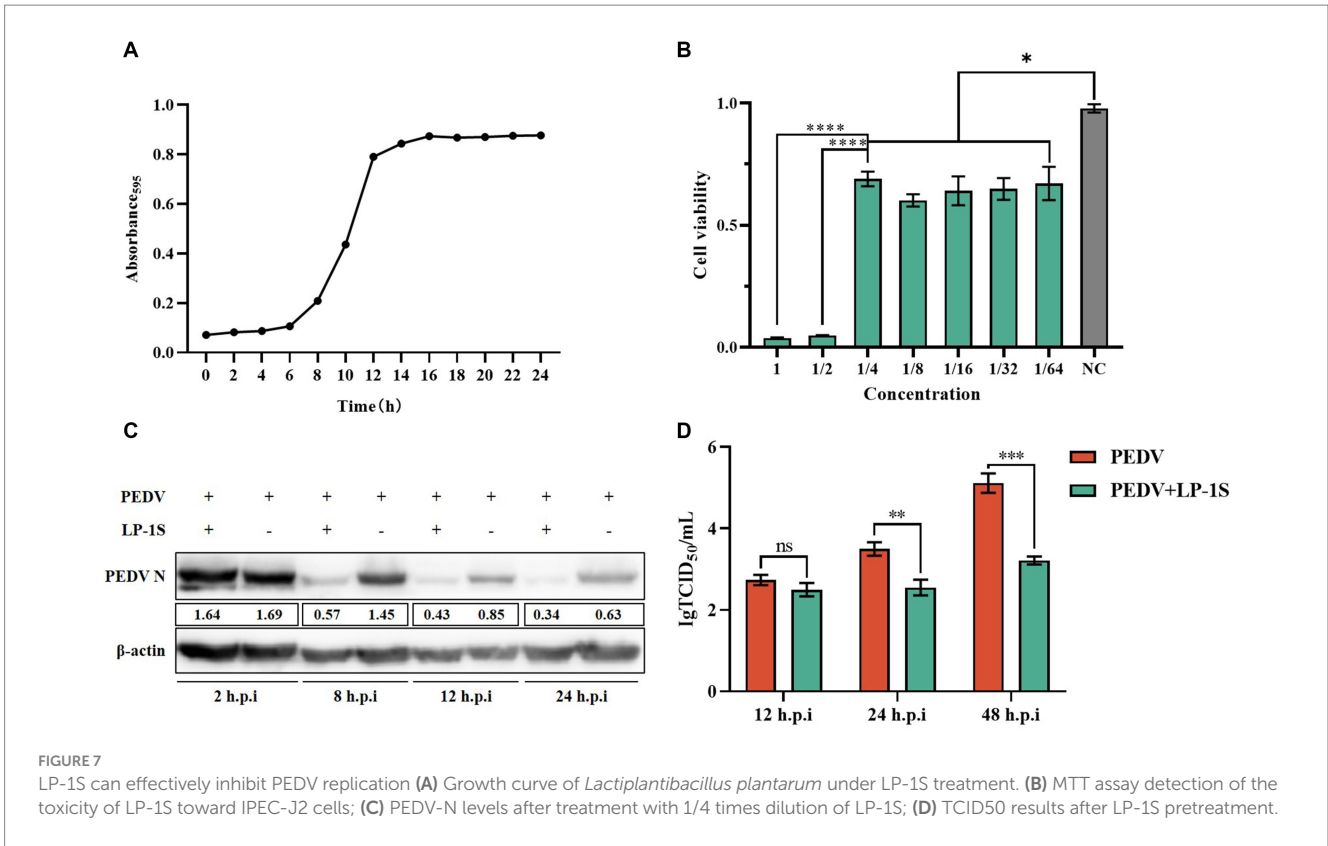 A
Absorbance595
1.0
0.8
0.6
0.4
0.2
0.0
0 2 4 6 8 10 12 14 16 18 20 22 24
Time(h)
B
*
****
****
Cell viability
1.0
0.5
0.0
1 1/2 1/4 1/8 1/16 1/32 1/64 NC
Concentration
C
PEDV + + + + + + + +
LP-1S + - + - + - + -
PEDV N
1.64 1.69 0.57 1.45 0.43 0.85 0.34 0.63
β-actin
2 h.p.i 8 h.p.i 12 h.p.i 24 h.p.i
D
lgTCID50/mL
6
4
2
0
ns
**
***
12 h.p.i 24 h.p.i 48 h.p.i
PEDV
PEDV+LP-1S
FIGURE 7
LP-1S can effectively inhibit PEDV replication (A) Growth curve of Lactiplantibacillus plantarum under LP-1S treatment. (B) MTT assay detection of the
toxicity of LP-1S toward IPEC-J2 cells; (C) PEDV-N levels after treatment with 1/4 times dilution of LP-1S; (D) TCID50 results after LP-1S pretreatment.